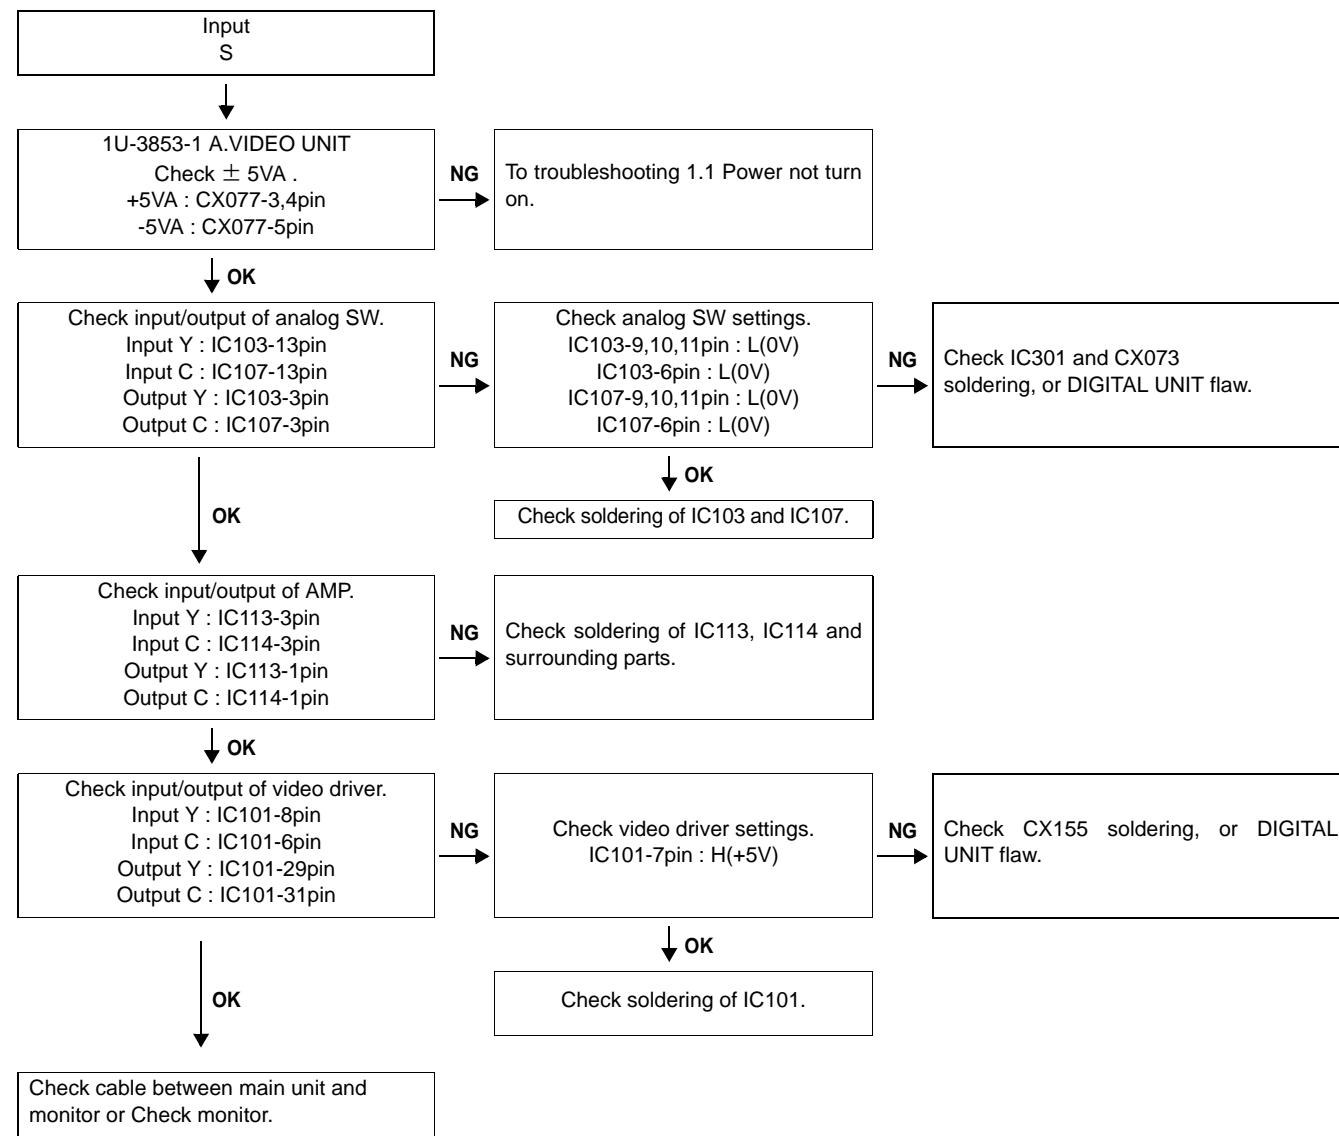 Input
S
1U-3853-1 A.VIDEO UNIT
Check ± 5VA .
+5VA : CX077-3,4pin
-5VA : CX077-5pin
NG
To troubleshooting 1.1 Power not turn
on.
OK
Check input/output of analog SW.
Input Y : IC103-13pin
Input C : IC107-13pin
Output Y : IC103-3pin
Output C : IC107-3pin
NG
Check analog SW settings.
IC103-9,10,11pin : L(0V)
IC103-6pin : L(0V)
IC107-9,10,11pin : L(0V)
IC107-6pin : L(0V)
NG
Check IC301 and CX073
soldering, or DIGITAL UNIT flaw.
OK
Check soldering of IC103 and IC107.
OK
Check input/output of AMP.
Input Y : IC113-3pin
Input C : IC114-3pin
Output Y : IC113-1pin
Output C : IC114-1pin
NG
Check soldering of IC113, IC114 and
surrounding parts.
OK
Check input/output of video driver.
Input Y : IC101-8pin
Input C : IC101-6pin
Output Y : IC101-29pin
Output C : IC101-31pin
NG
Check video driver settings.
IC101-7pin : H(+5V)
NG
Check CX155 soldering, or DIGITAL
UNIT flaw.
OK
Check soldering of IC101.
OK
Check cable between main unit and
monitor or Check monitor.